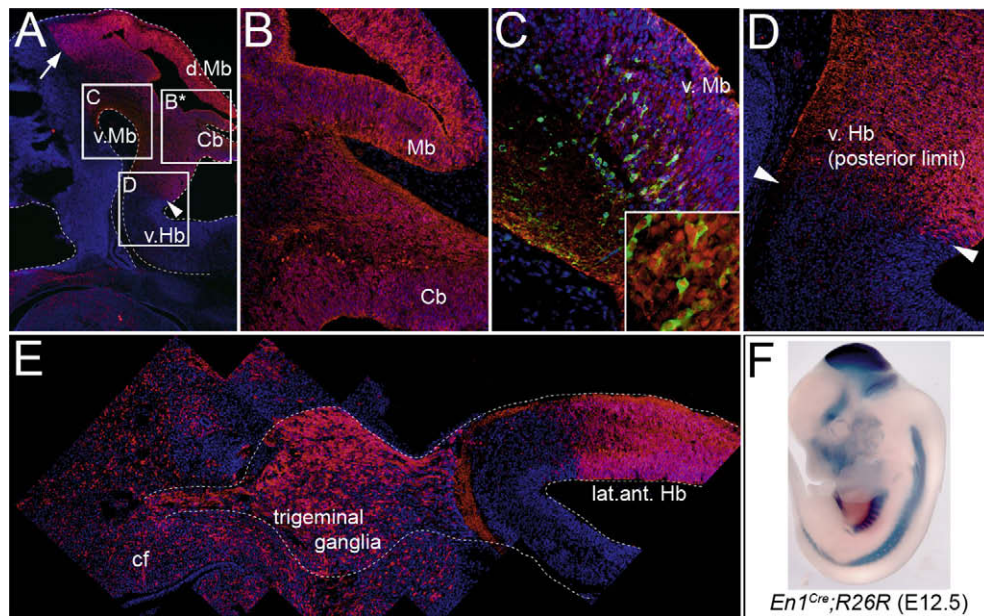 A
d.Mb
C
v.Mb
B*
Cb
D
v.Hb
B
Mb
Cb
C
v. Mb
D
v. Hb
(posterior limit)
E
trigeminal
ganglia
cf
lat.ant. Hb
F
En1Cre;R26R (E12.5)